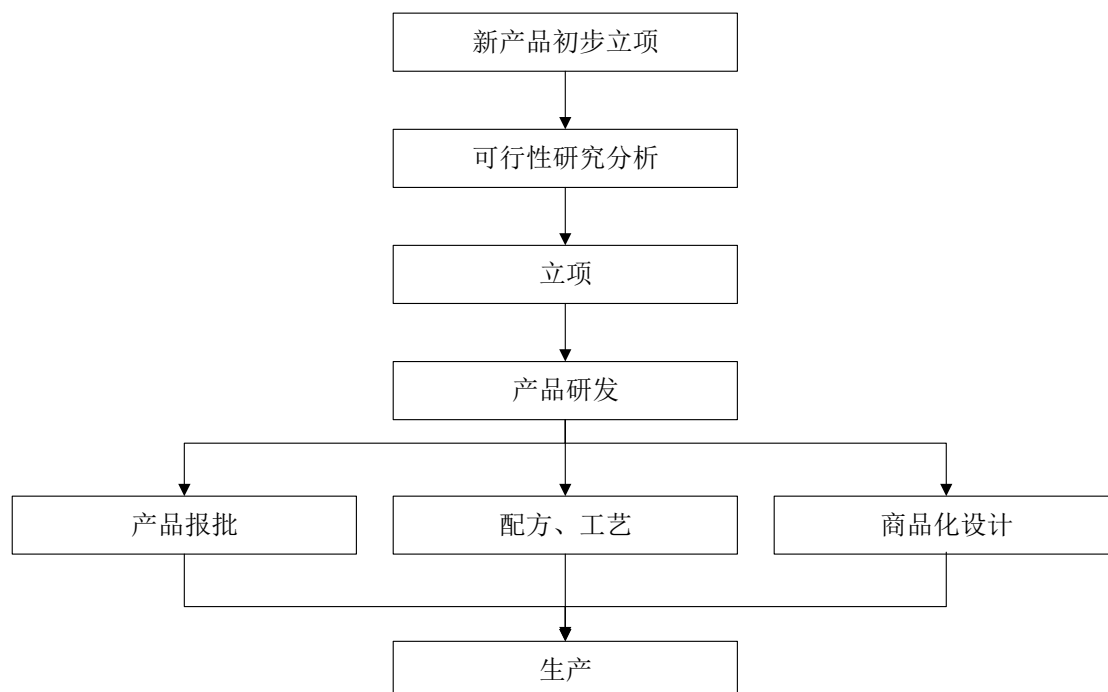 新产品初步立项
可行性研究分析
立项
产品研发
产品报批
配方、工艺
商品化设计
生产